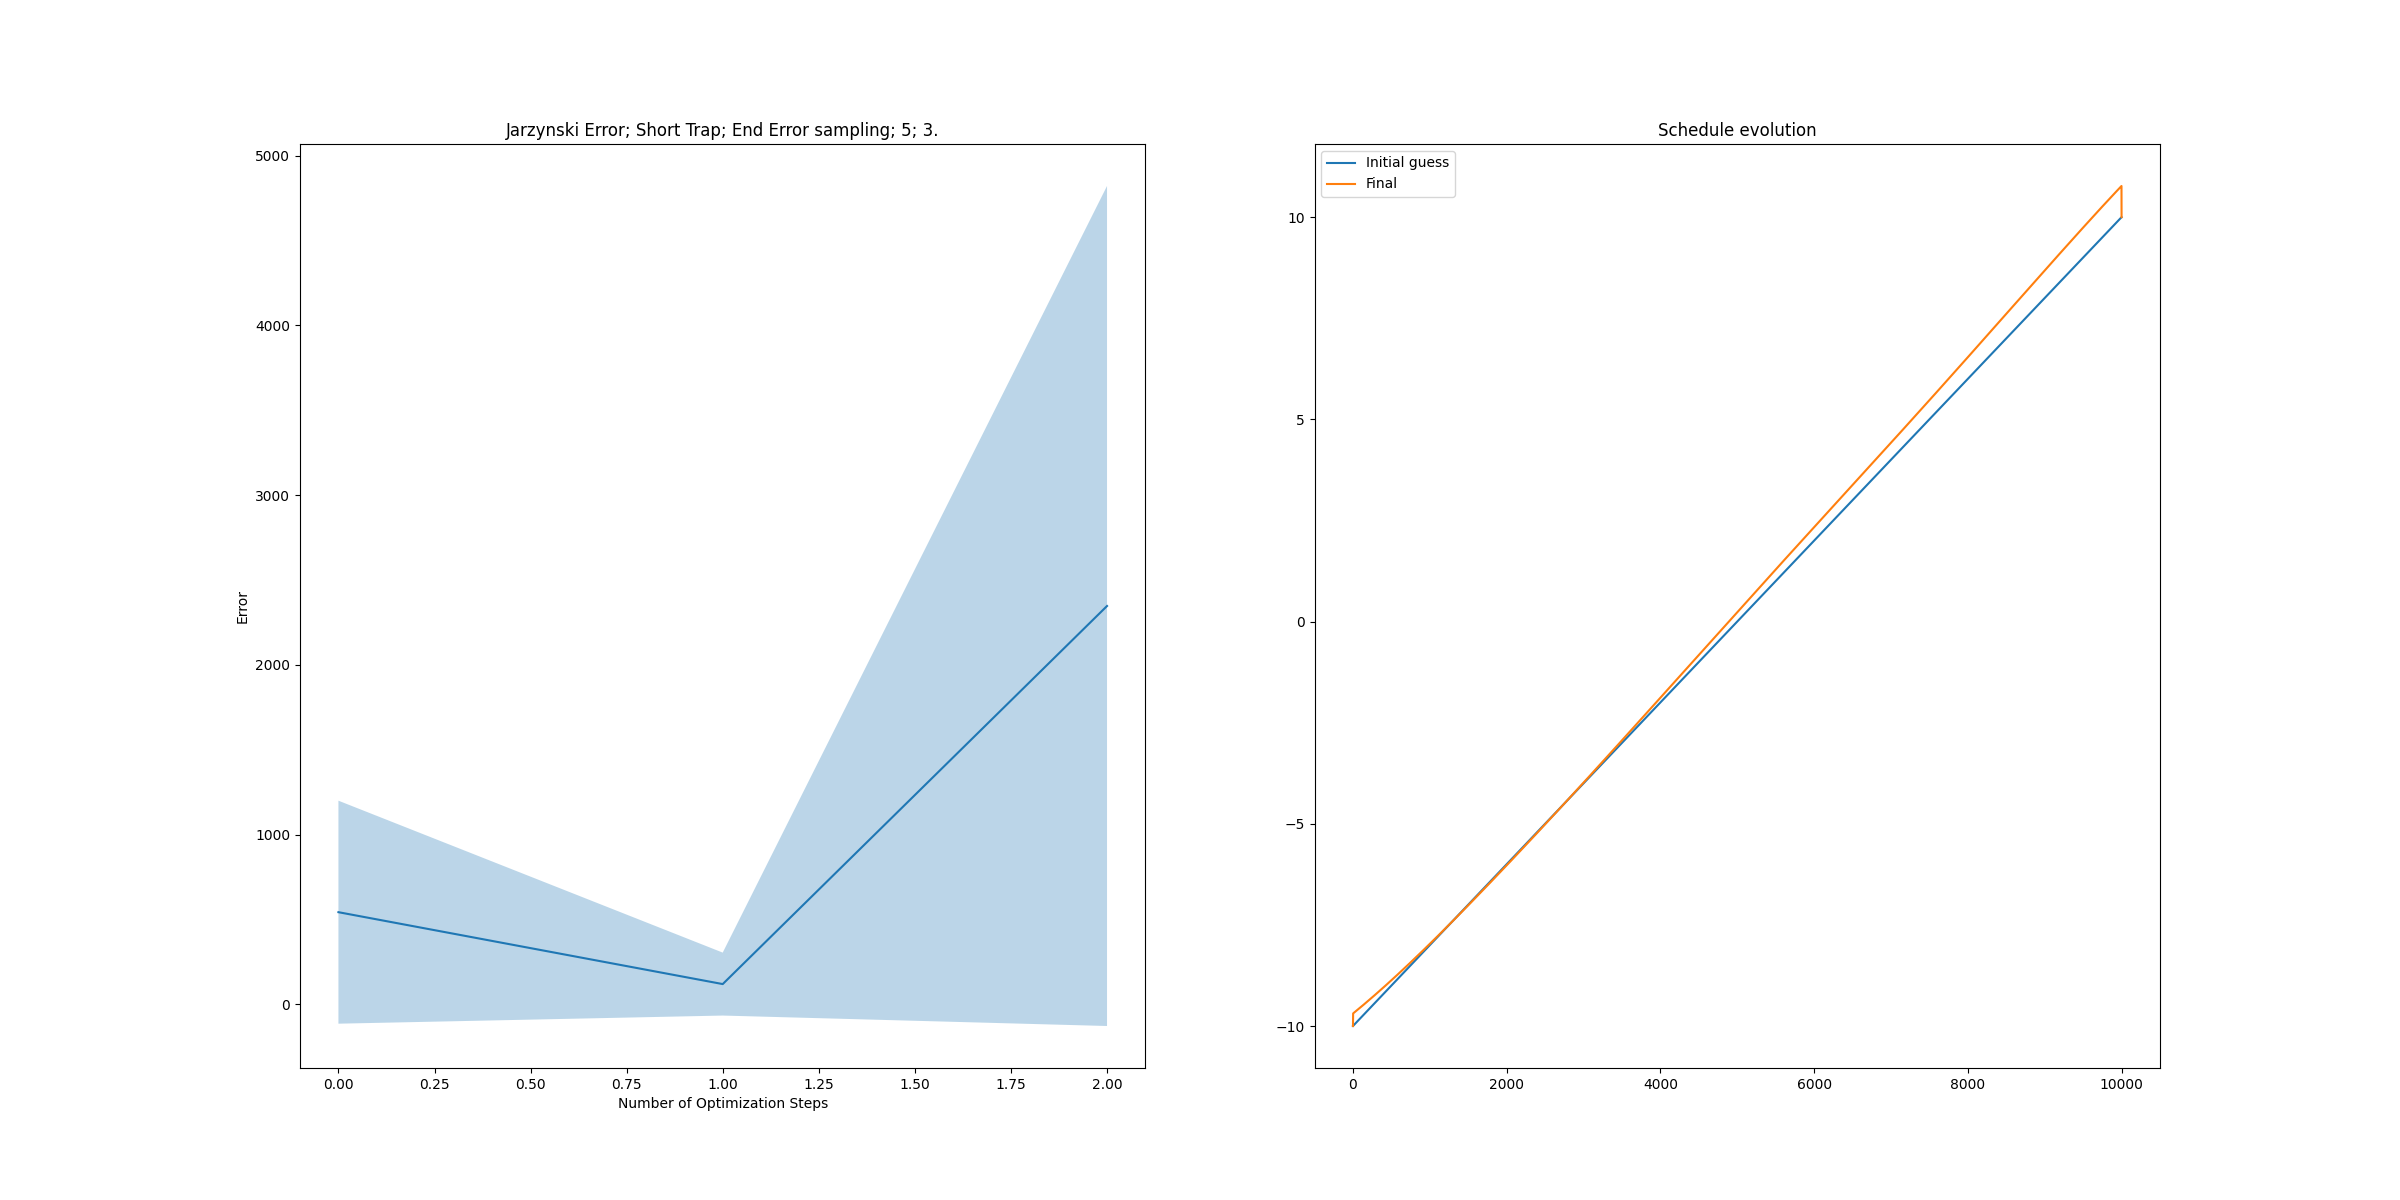 Jarzynski Error; Short Trap; End Error sampling; 5; 3.
5000
4000
3000
2000
1000
0
Error
0.00 0.25 0.50 0.75 1.00 1.25 1.50 1.75 2.00
Number of Optimization Steps
Schedule evolution
Initial guess
Final
10
5
0
−5
−10
0 2000 4000 6000 8000 10000